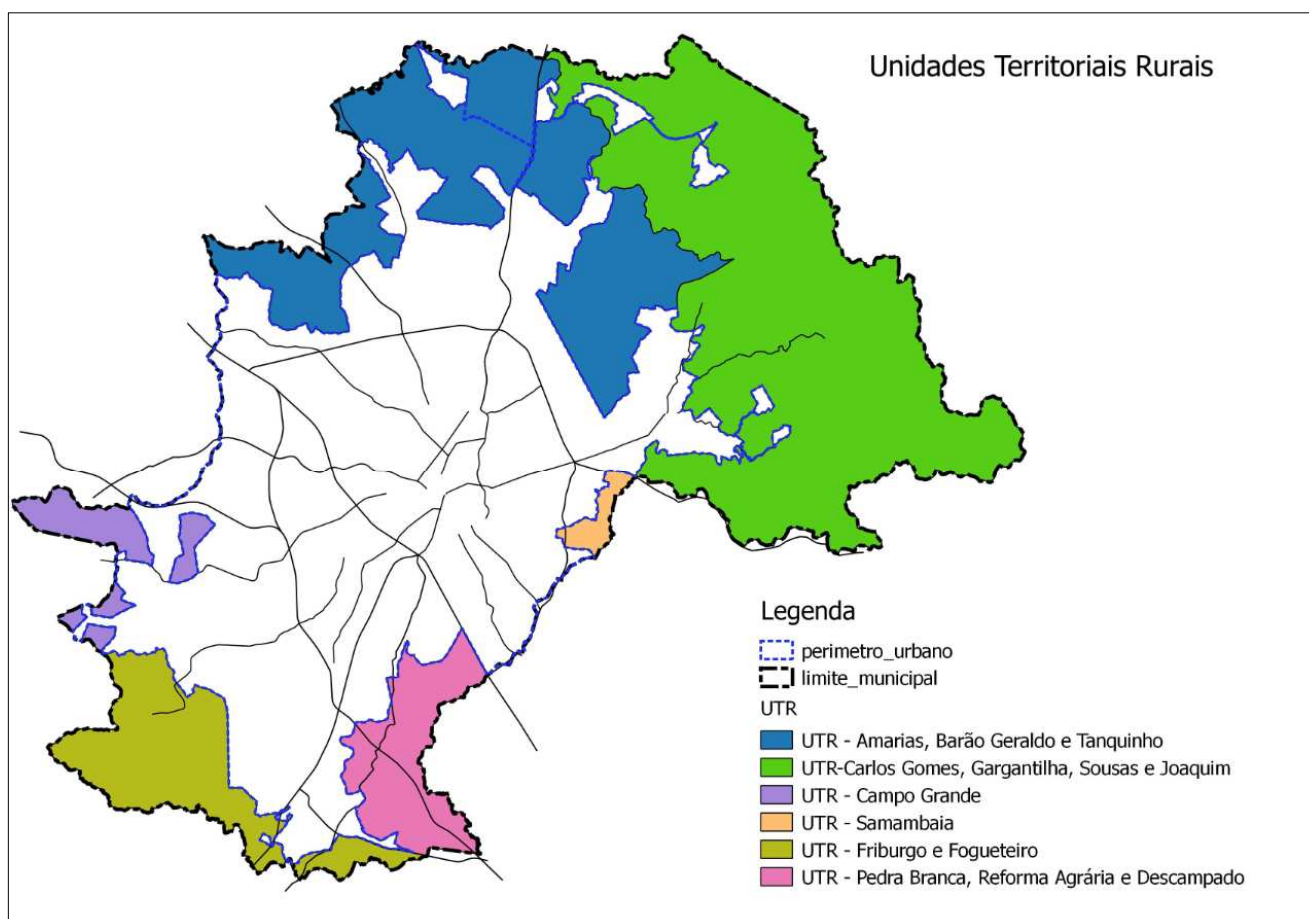 Unidades Territoriais Rurais
Legenda
perimetro_urbano
limite_municipal
UTR
UTR - Amarias, Barão Geraldo e Tanquinho
UTR-Carlos Gomes, Gargantilha, Sousas e Joaquim
UTR - Campo Grande
UTR - Samambaia
UTR - Friburgo e Fogueteiro
UTR - Pedra Branca, Reforma Agrária e Descampado